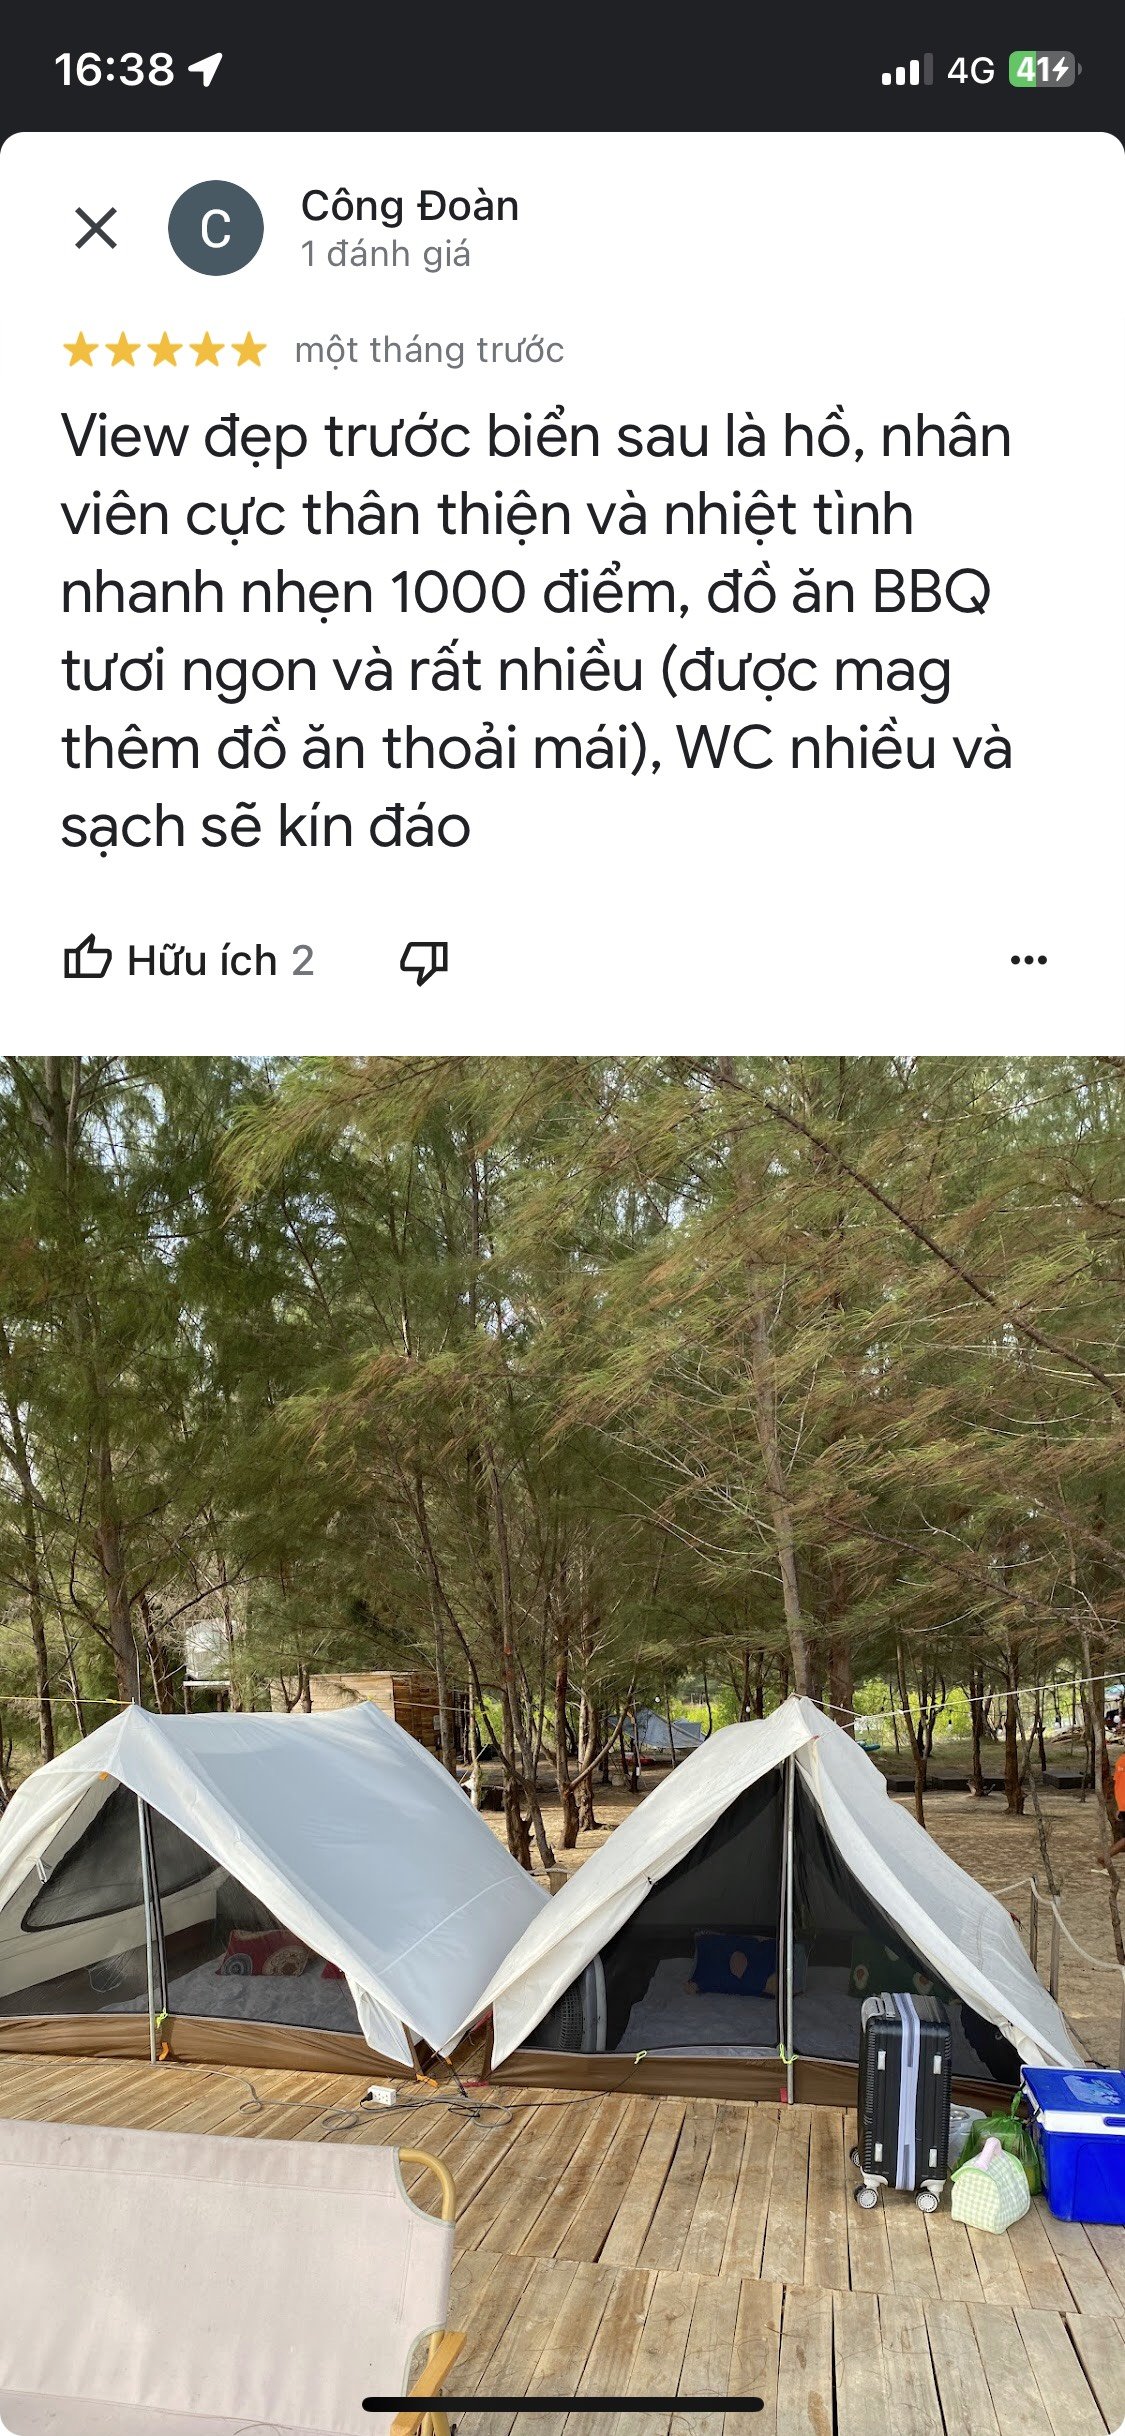 16:38
4G 41
C
Công Đoàn
1 đánh giá
một tháng trước
View đẹp trước biển sau là hồ, nhân
viên cực thân thiện và nhiệt tình
nhanh nhẹn 1000 điểm, đồ ăn BBQ
tươi ngon và rất nhiều (được mag
thêm đồ ăn thoải mái), WC nhiều và
sạch sẽ kín đáo
Hữu ích 2